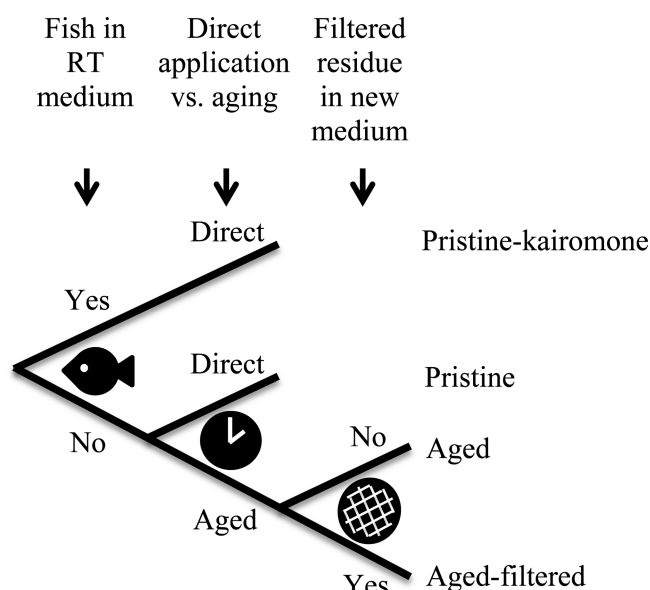 Fish in
RT
medium
Direct
application
vs. aging
Filtered
residue
in new
medium
Direct
Pristine-kairomone
Yes
Direct
Pristine
No
No
Aged
Aged
Yes
Aged-filtered